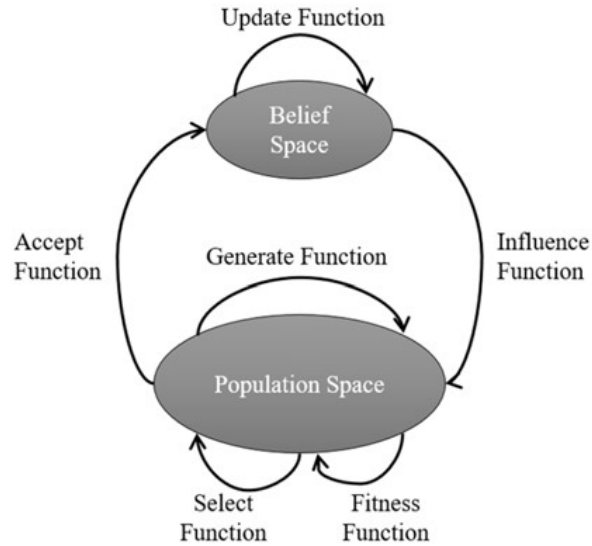 Update Function
Belief
Space
Accept
Function
Generate Function
Influence
Function
Population Space
Select
Function
Fitness
Function